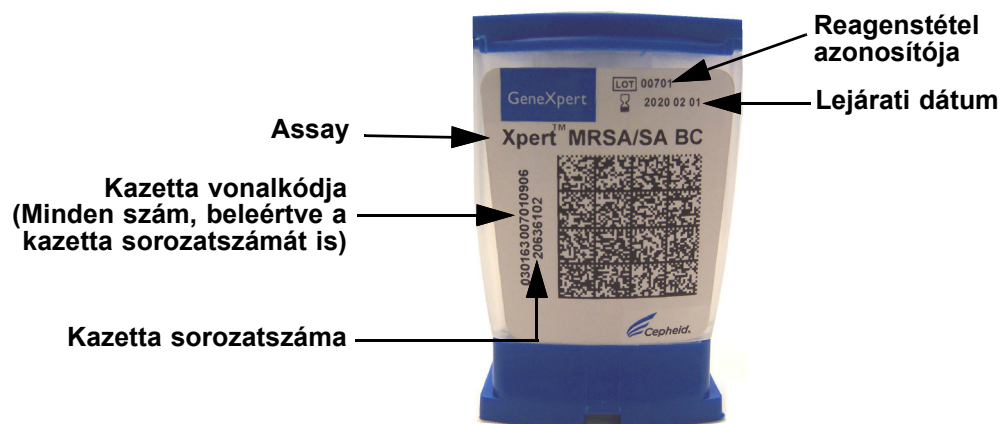 Reagenstétel
azonosítója
Lejárati dátum
Assay
Kazetta vonalkódja
(Minden szám, beleértve a
kazetta sorozatszámát is)
Kazetta sorozatszáma
GeneXpert
LOT 00701
2020 02 01
Xpert™ MRSA/SA BC
030163007010906
20636102
Cepheid.